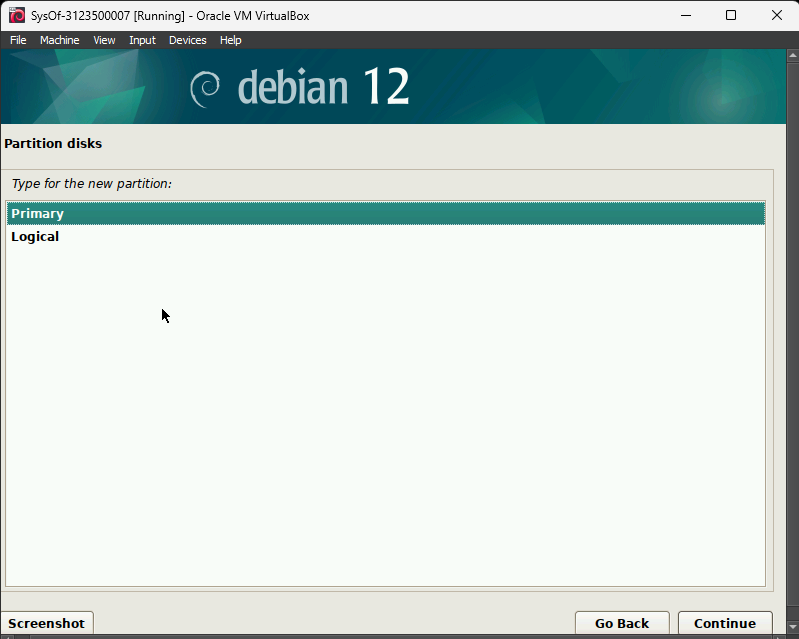 SysOf-3123500007 [Running] - Oracle VM VirtualBox
File Machine View Input Devices Help
debian 12
Partition disks
Type for the new partition:
Primary
Logical
Screenshot
Go Back
Continue